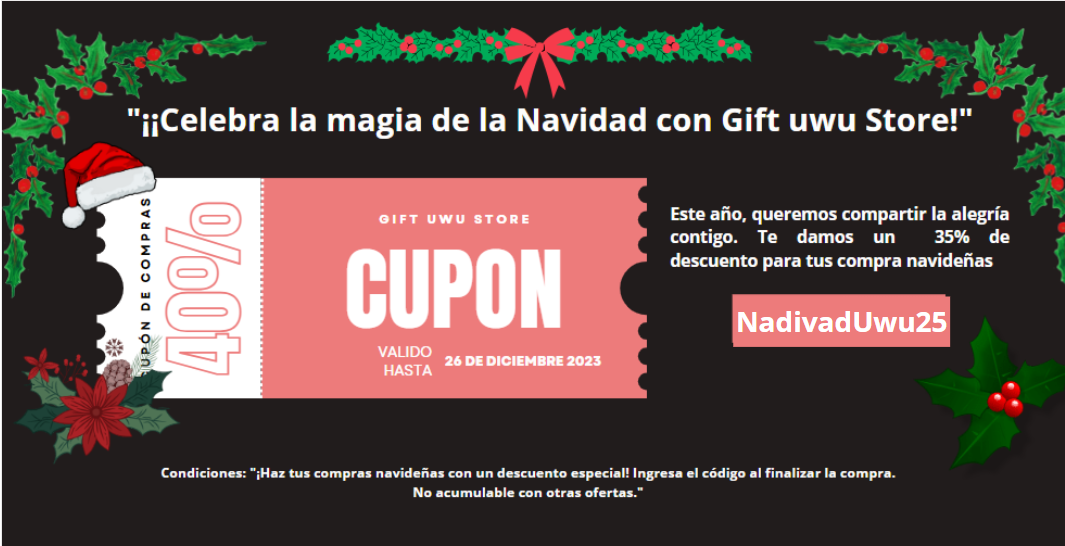 "¡¡Celebra la magia de la Navidad con Gift uwu Store!"
UPÓN DE COMPRAS
40%
GIFT UWU STORE
CUPON
VALIDO
HASTA
26 DE DICIEMBRE 2023
Este año, queremos compartir la alegría
contigo. Te damos un 35% de
descuento para tus compra navideñas
NadivadUwu25
Condiciones: "¡Haz tus compras navideñas con un descuento especial! Ingresa el código al finalizar la compra.
No acumulable con otras ofertas."